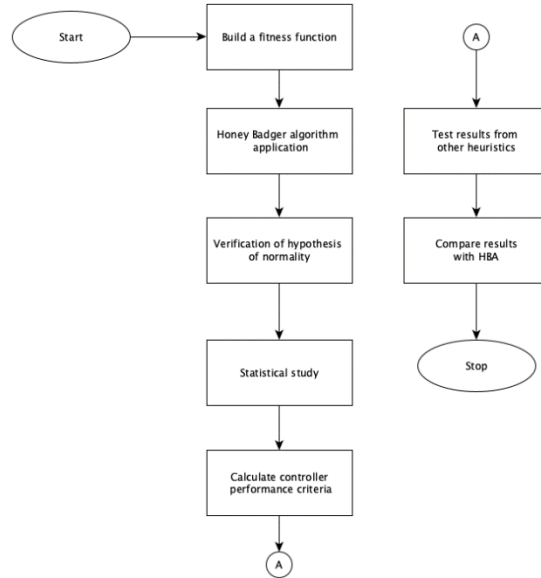 Start
Build a fitness function
Honey Badger algorithm
application
Verification of hypothesis
of normality
Statistical study
Calculate controller
performance criteria
A
A
Test results from
other heuristics
Compare results
with HBA
Stop